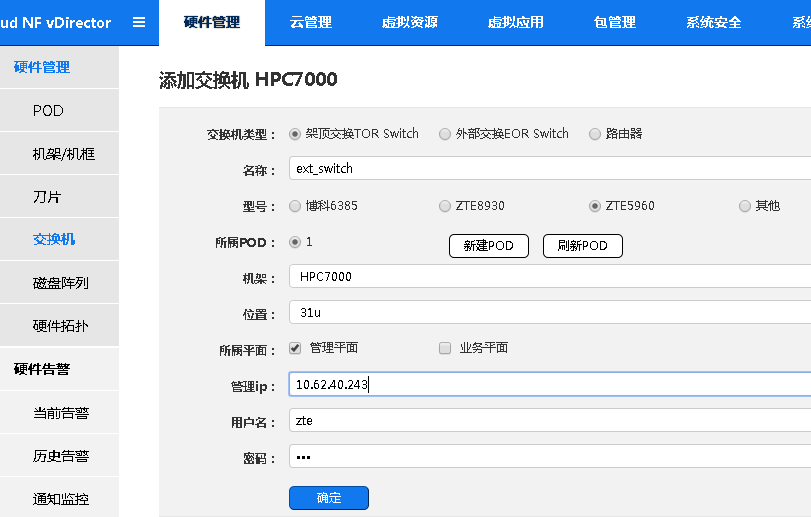 ud NF vDirector 硬件管理 云管理 虚拟资源 虚拟应用 包管理 系统安全 系
硬件管理
POD
机架/机框
刀片
交换机
磁盘阵列
硬件拓扑
硬件告警
当前告警
历史告警
通知监控
添加交换机 HPC7000
交换机类型： 架顶交换TOR Switch 外部交换EOR Switch 路由器
名称： ext_switch
型号： 博科6385 ZTE8930 ZTE5960 其他
所属POD： 1 新建POD 刷新POD
机架： HPC7000
位置： 31u
所属平面： 管理平面 业务平面
管理ip： 10.62.40.243
用户名： zte
密码： •••
确定